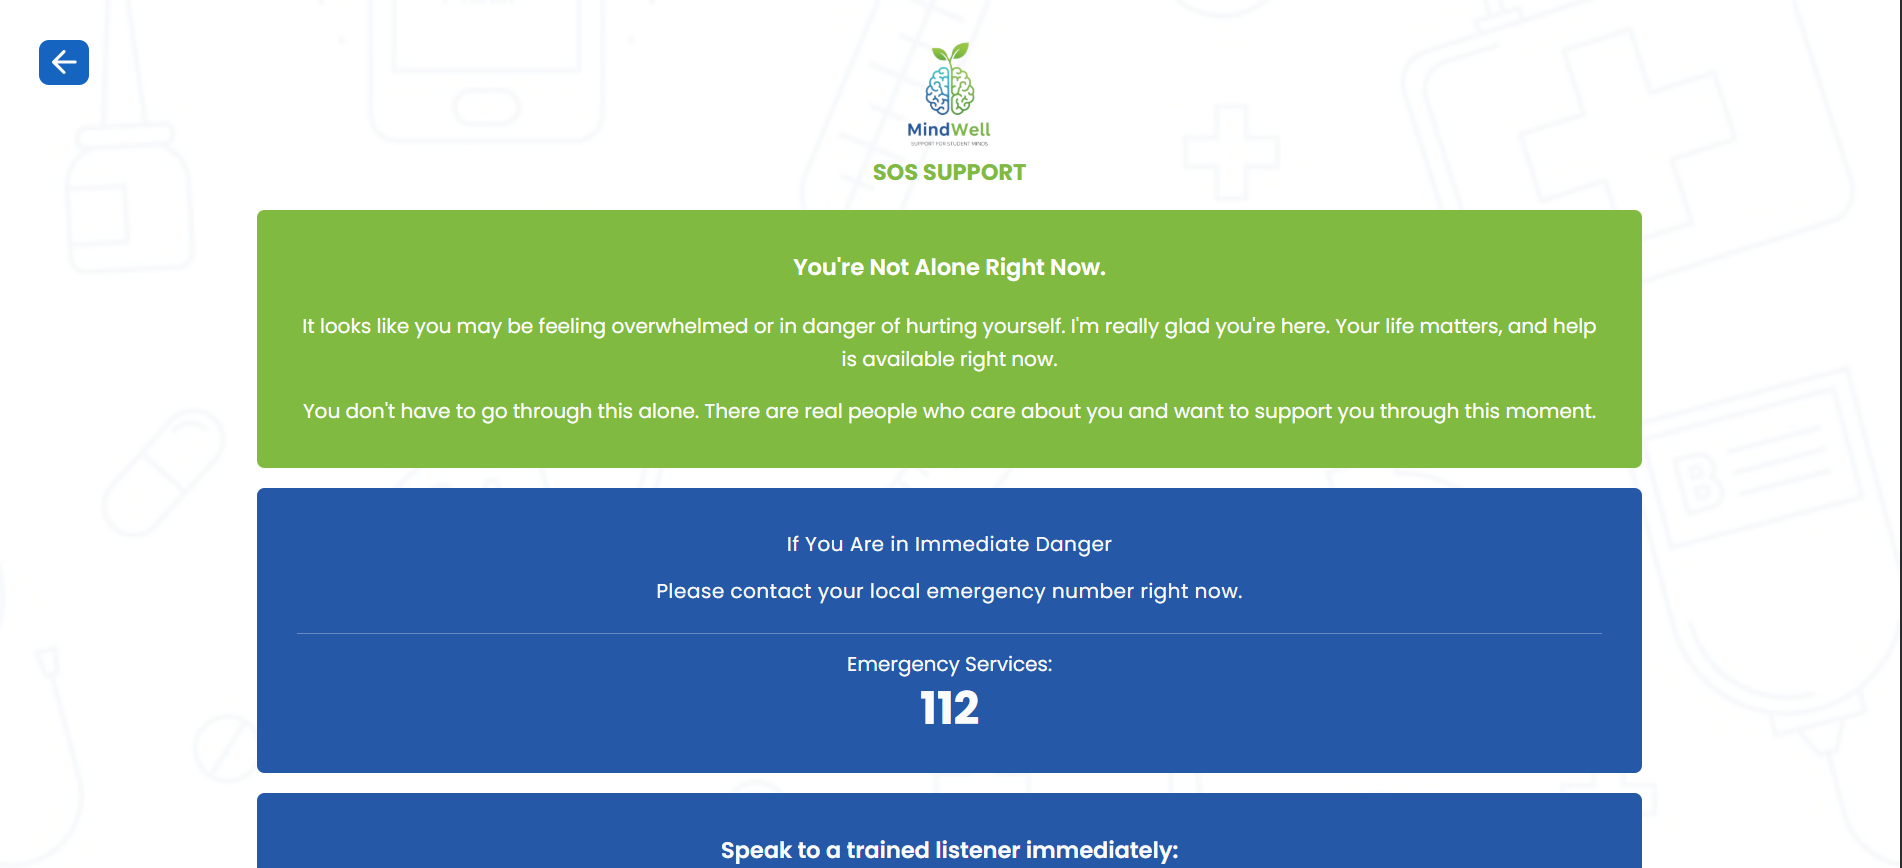 MindWell
SUPPORT FOR STUDENT MINDS
SOS SUPPORT
You're Not Alone Right Now.
It looks like you may be feeling overwhelmed or in danger of hurting yourself. I'm really glad you're here. Your life matters, and help
is available right now.
You don't have to go through this alone. There are real people who care about you and want to support you through this moment.
B
If You Are in Immediate Danger
Please contact your local emergency number right now.
Emergency Services:
112
Speak to a trained listener immediately: